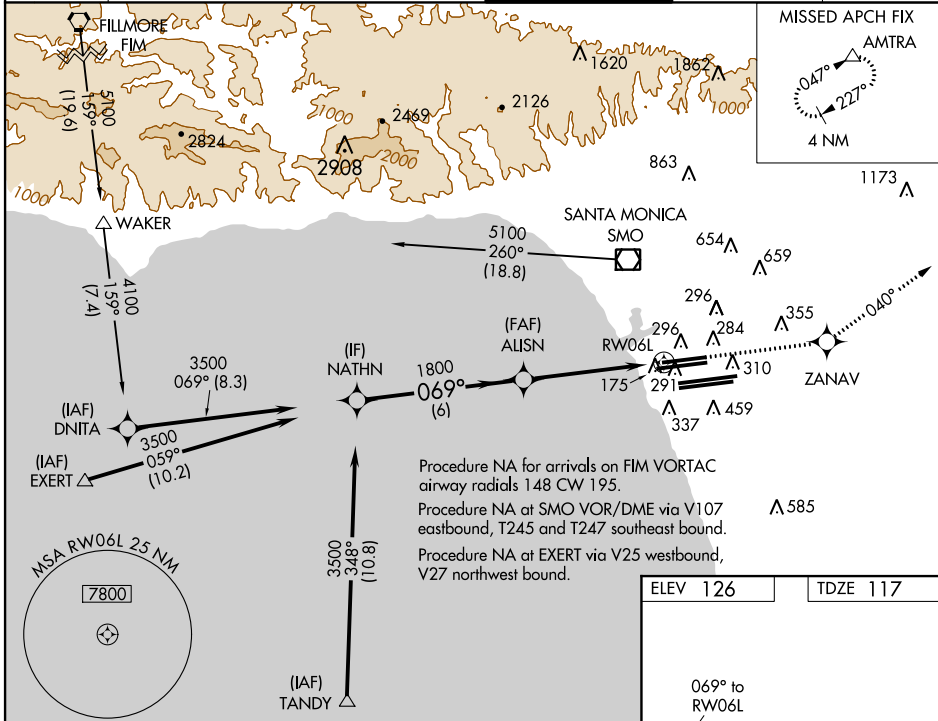 FILLMORE
FIM
5100
159°
(19.6)
1620
1862
1000
2469
2126
1000
2824
2908
2000
1000
MISSED APCH FIX
AMTRA
047°
227°
4 NM
863
1173
WAKER
SANTA MONICA
SMO
5100
260°
(18.8)
654
659
4100
159°
(7.4)
296
040°
(FAF)
ALISN
RW06L
296
284
355
(IF)
NATHN
1800
069°
(6)
3500
069° (8.3)
175
291
310
ZANAV
337
459
(IAF)
DNITA
3500
059°
(10.2)
(IAF)
EXERT
Procedure NA for arrivals on FIM VORTAC
airway radials 148 CW 195.
Procedure NA at SMO VOR/DME via V107
eastbound, T245 and T247 southeast bound.
Procedure NA at EXERT via V25 westbound,
V27 northwest bound.
585
3500
348°
(10.8)
MSA RW06L 25 NM
7800
(IAF)
TANDY
ELEV 126
TDZE 117
069° to
RW06L